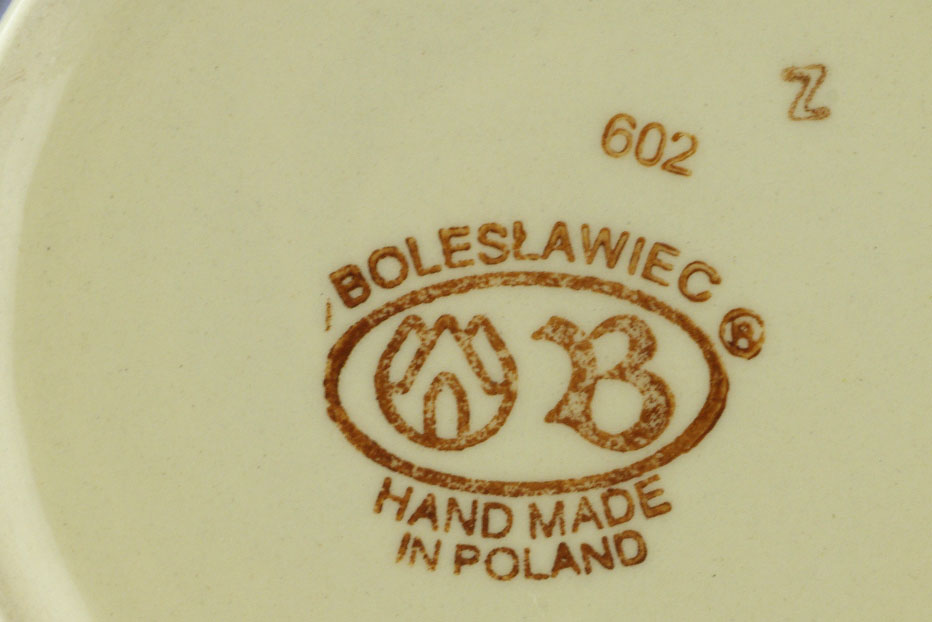 Z
602
BOLESŁAWIEC ®
B
HAND MADE
IN POLAND